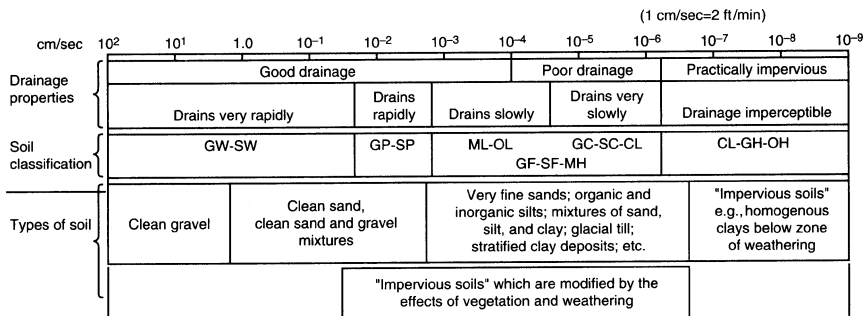 (1 cm/sec=2 ft/min)
cm/sec 10² 10¹ 1.0 10⁻¹ 10⁻² 10⁻³ 10⁻⁴ 10⁻⁵ 10⁻⁶ 10⁻⁷ 10⁻⁸ 10⁻⁹
Drainage
properties
Good drainage
Poor drainage
Practically impervious
Drains very rapidly
Drains
rapidly
Drains slowly
Drains very
slowly
Drainage imperceptible
Soil
classification
GW-SW
GP-SP
ML-OL
GC-SC-CL
GF-SF-MH
CL-GH-OH
Types of soil
Clean gravel
Clean sand,
clean sand and gravel
mixtures
Very fine sands; organic and
inorganic silts; mixtures of sand,
silt, and clay; glacial till;
stratified clay deposits; etc.
"Impervious soils"
e.g., homogenous
clays below zone
of weathering
"Impervious soils" which are modified by the
effects of vegetation and weathering